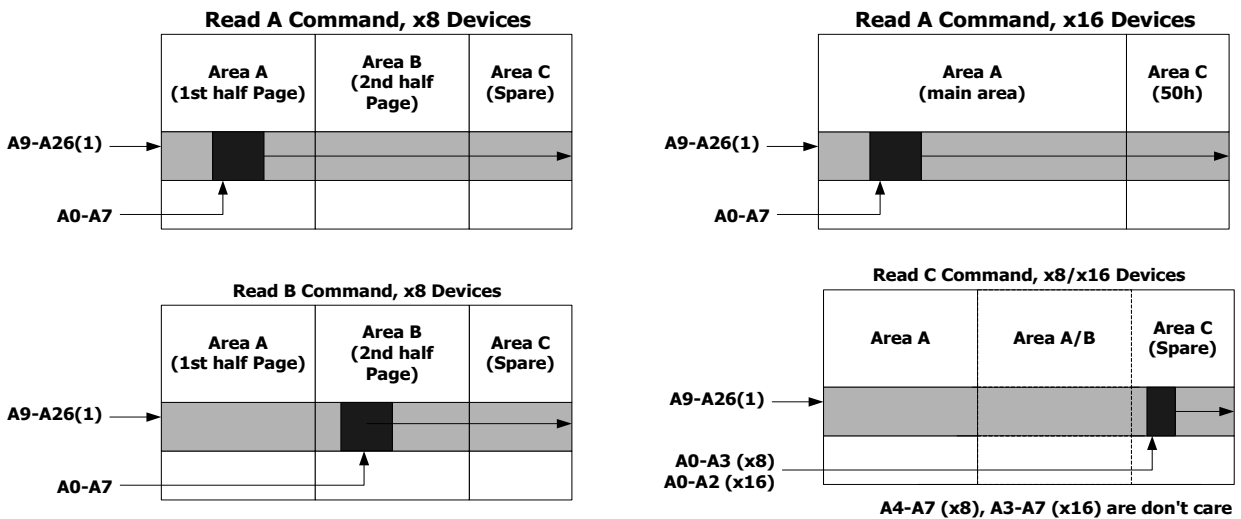 Read A Command, x8 Devices
Area A
(1st half Page)
Area B
(2nd half
Page)
Area C
(Spare)
A9-A26(1)
A0-A7
Read A Command, x16 Devices
Area A
(main area)
Area C
(50h)
A9-A26(1)
A0-A7
Read B Command, x8 Devices
Area A
(1st half Page)
Area B
(2nd half
Page)
Area C
(Spare)
A9-A26(1)
A0-A7
Read C Command, x8/x16 Devices
Area A
Area A/B
Area C
(Spare)
A9-A26(1)
A0-A3 (x8)
A0-A2 (x16)
A4-A7 (x8), A3-A7 (x16) are don't care